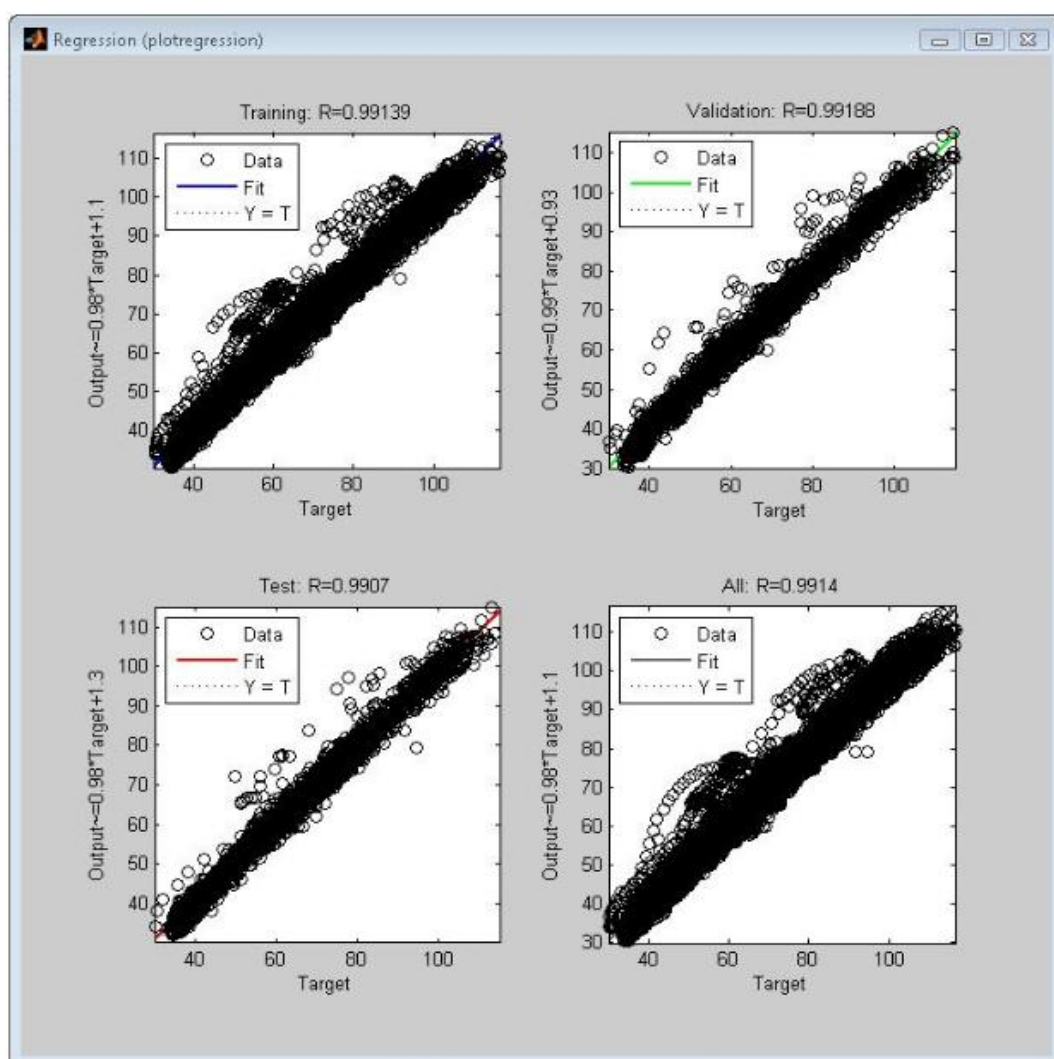 Regression (plotregression)
Training: R=0.99139
Output~=0.98*Target+1.1
110
100
90
80
70
60
50
40
Data
Fit
Y = T
40 60 80 100
Target
Validation: R=0.99188
Output~=0.99*Target+0.93
110
100
90
80
70
60
50
40
30
Data
Fit
Y = T
40 60 80 100
Target
Test: R=0.9907
Output~=0.98*Target+1.3
110
100
90
80
70
60
50
40
Data
Fit
Y = T
40 60 80 100
Target
All: R=0.9914
Output~=0.98*Target+1.1
110
100
90
80
70
60
50
40
30
Data
Fit
Y = T
40 60 80 100
Target